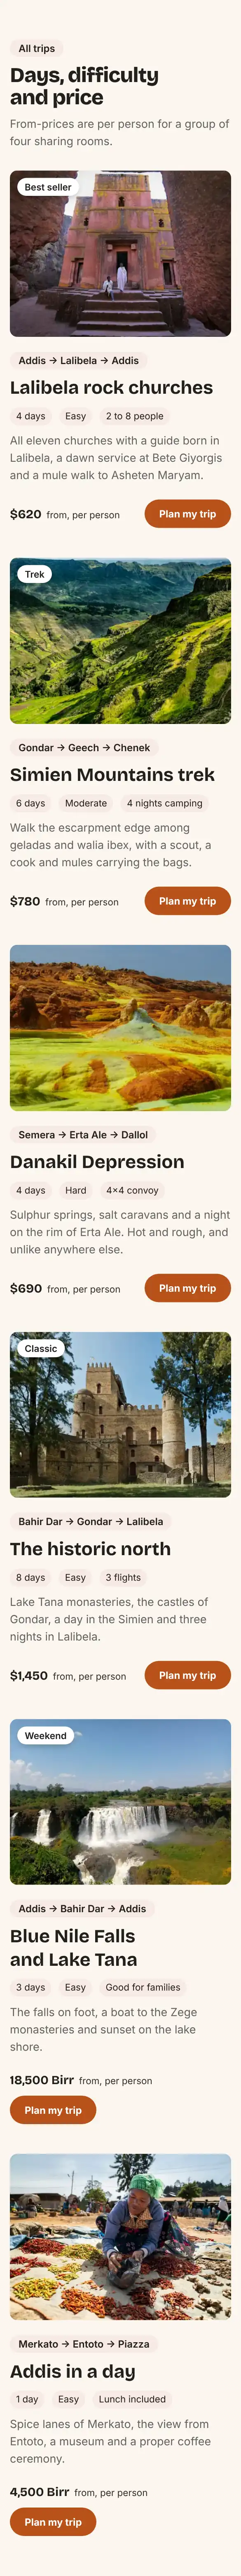 All trips
Days, difficulty
and price
From-prices are per person for a group of
four sharing rooms.
Best seller
Addis → Lalibela → Addis
Lalibela rock churches
4 days Easy 2 to 8 people
All eleven churches with a guide born in
Lalibela, a dawn service at Bete Giyorgis
and a mule walk to Asheten Maryam.
$620 from, per person Plan my trip
Trek
Gondar → Geech → Chenek
Simien Mountains trek
6 days Moderate 4 nights camping
Walk the escarpment edge among
geladas and walia ibex, with a scout, a
cook and mules carrying the bags.
$780 from, per person Plan my trip
Semera → Erta Ale → Dallol
Danakil Depression
4 days Hard 4×4 convoy
Sulphur springs, salt caravans and a night
on the rim of Erta Ale. Hot and rough, and
unlike anywhere else.
$690 from, per person Plan my trip
Classic
Bahir Dar → Gondar → Lalibela
The historic north
8 days Easy 3 flights
Lake Tana monasteries, the castles of
Gondar, a day in the Simien and three
nights in Lalibela.
$1,450 from, per person Plan my trip
Weekend
Addis → Bahir Dar → Addis
Blue Nile Falls
and Lake Tana
3 days Easy Good for families
The falls on foot, a boat to the Zege
monasteries and sunset on the lake
shore.
18,500 Birr from, per person
Plan my trip
Merkato → Entoto → Piazza
Addis in a day
1 day Easy Lunch included
Spice lanes of Merkato, the view from
Entoto, a museum and a proper coffee
ceremony.
4,500 Birr from, per person
Plan my trip